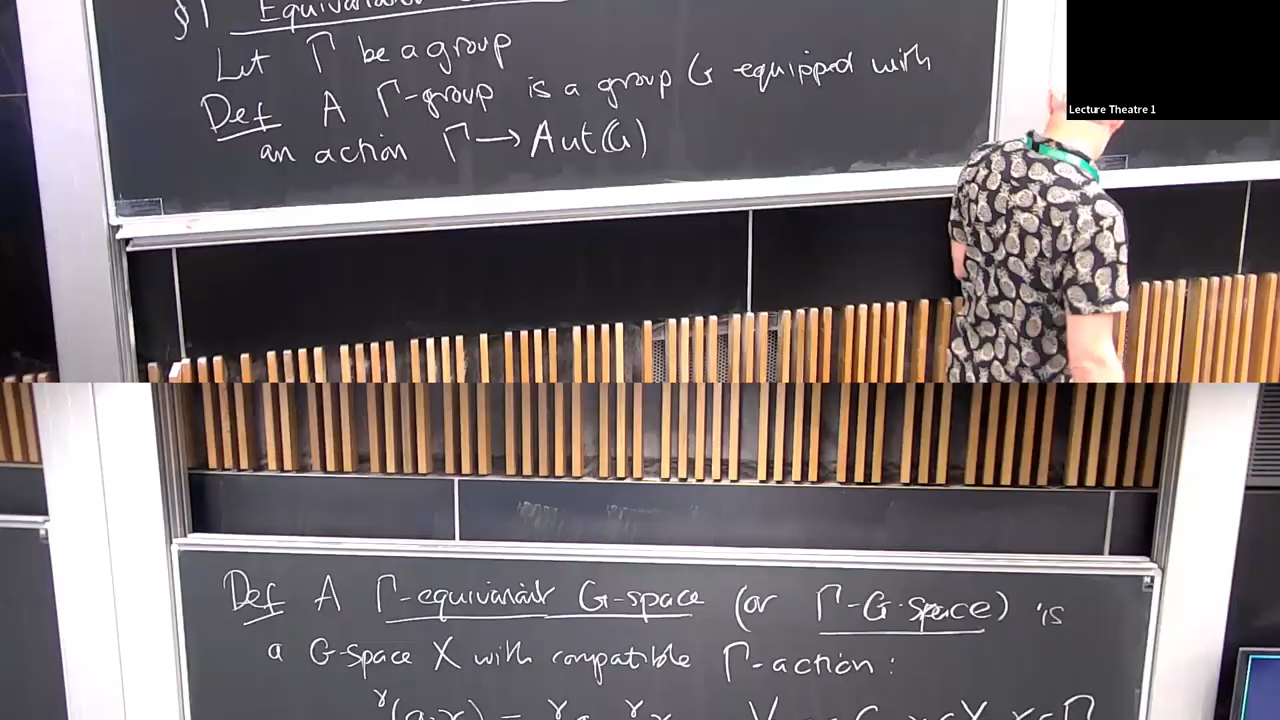 §1 Equivariant
Let Γ be a group
Def A Γ-group is a group G equipped with
an action Γ → Aut(G)
Lecture Theatre 1
Def A Γ-equivariant G-space (or Γ-G-space) is
a G-space X with compatible Γ-action: